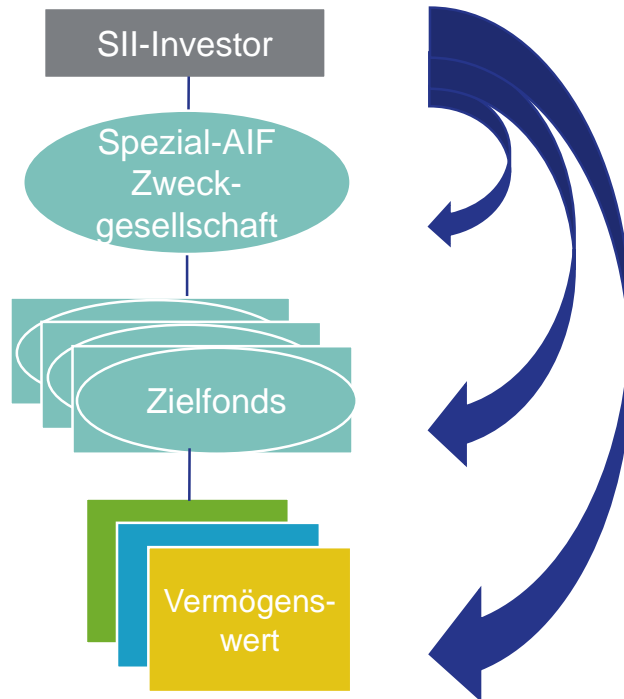 SII-Investor
Spezial-AIF
Zweck-
gesellschaft
Zielfonds
Vermögens-
wert